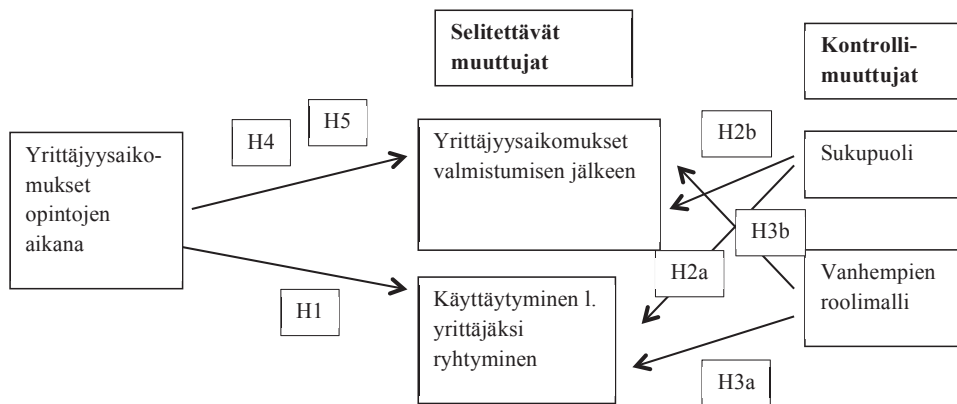 Selitettävät
muuttujat
Kontrolli-
muuttujat
H4
H5
H2b
Yrittäjyysaiko-
mukset
opintojen
aikana
Yrittäjyysaikomukset
valmistumisen jälkeen
Sukupuoli
H3b
H2a
H1
Käyttäytyminen l.
yrittäjäksi
ryhtyminen
Vanhempien
roolimalli
H3a